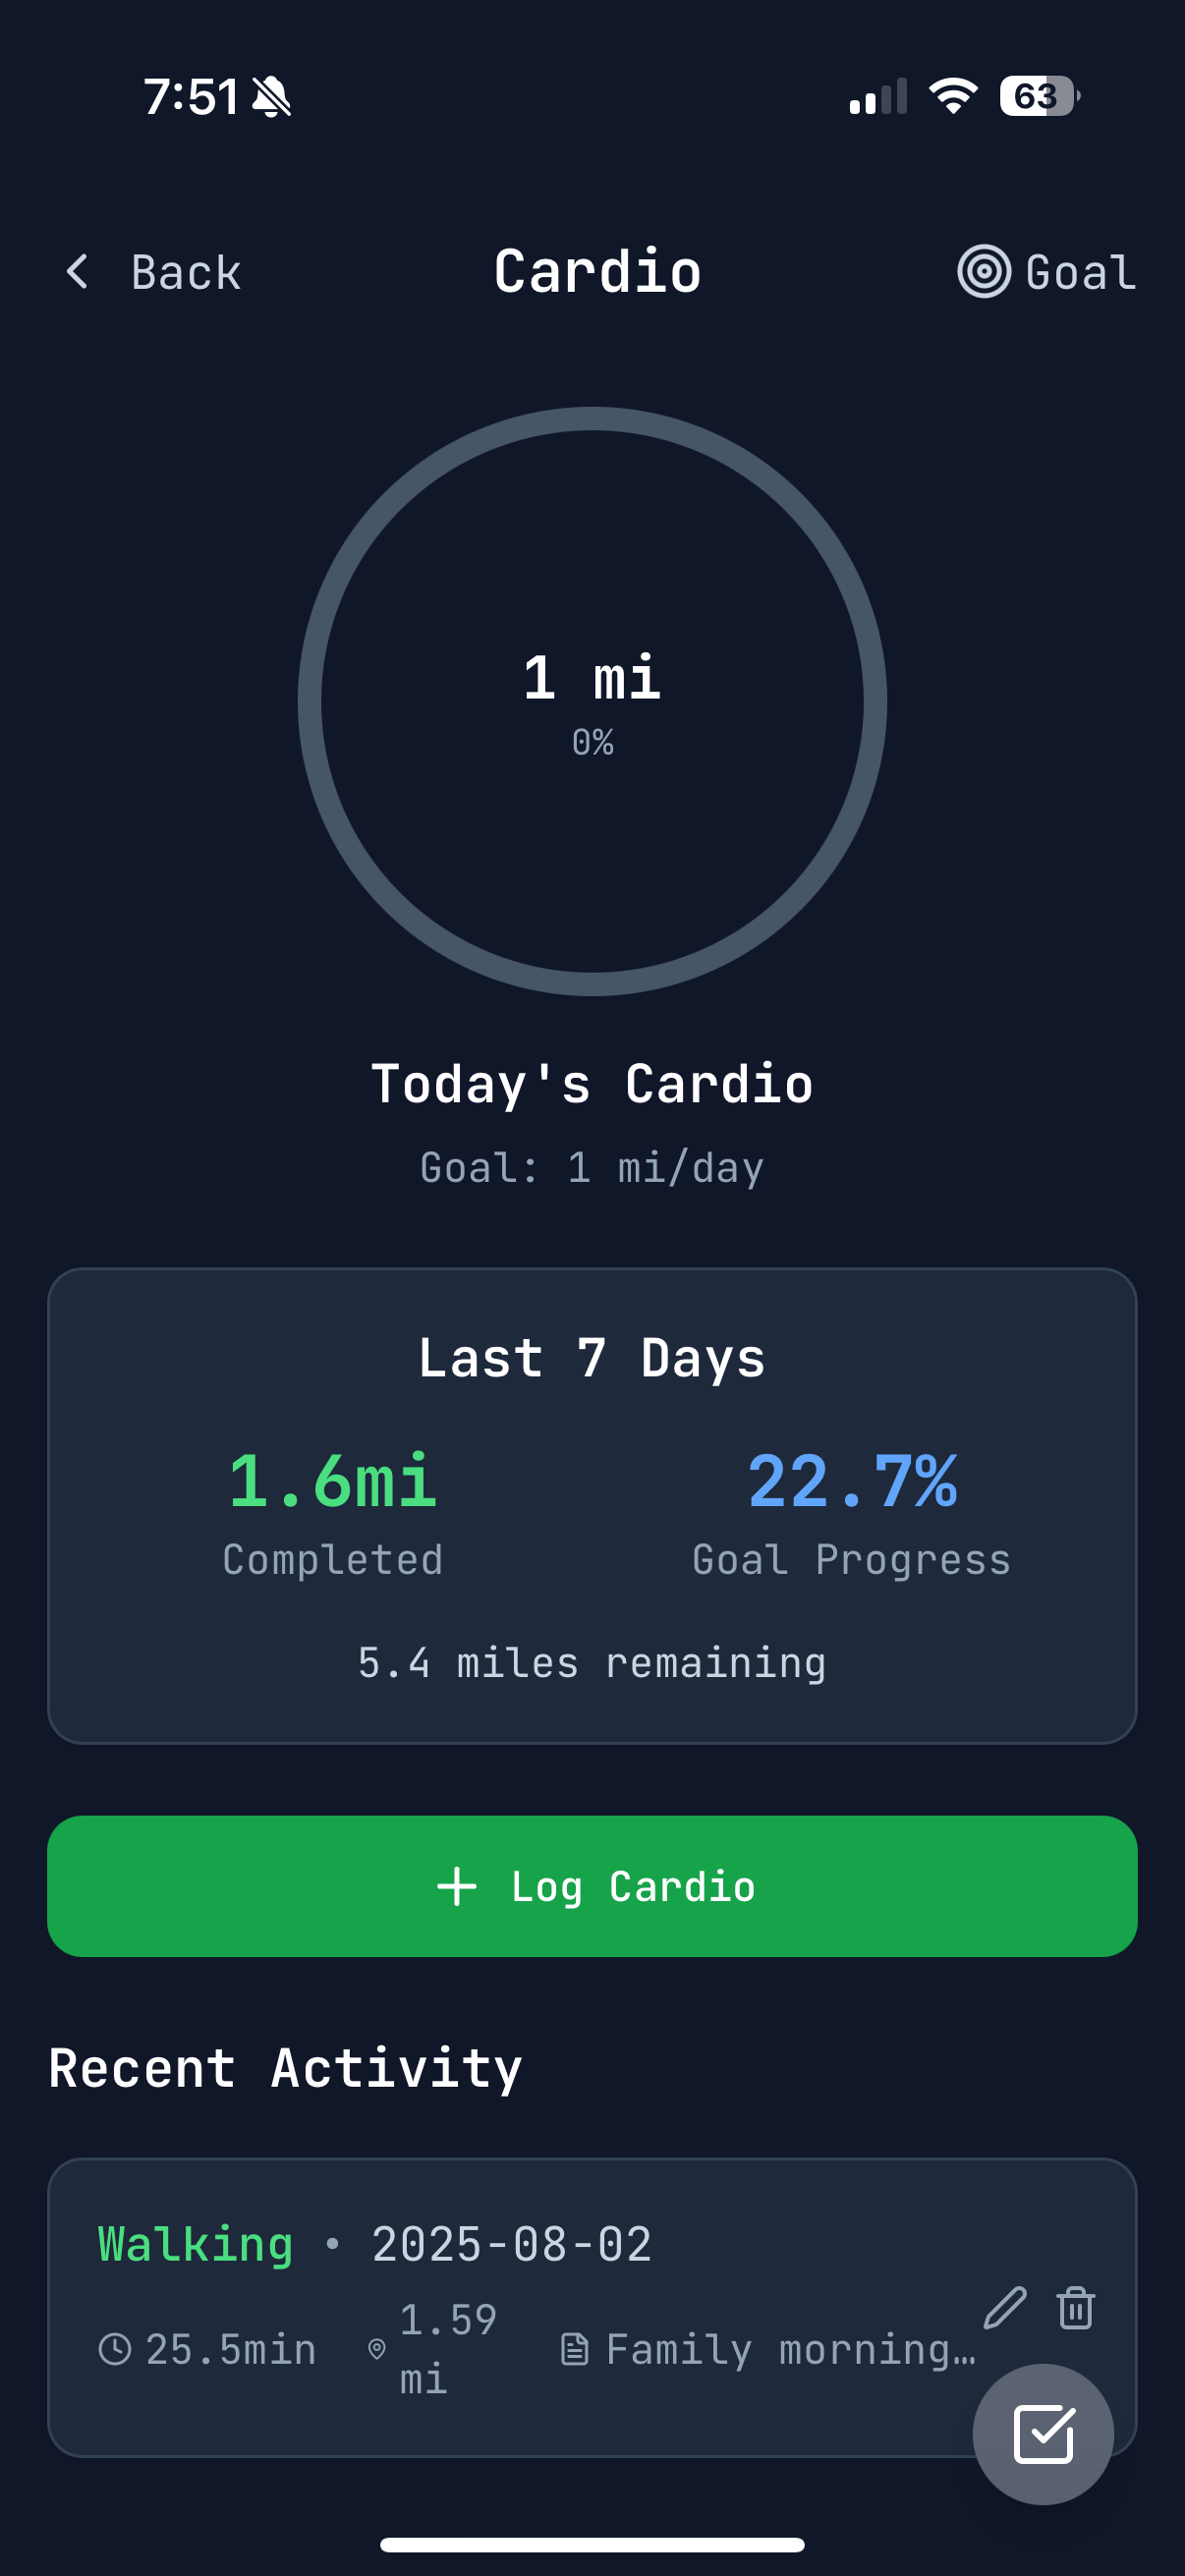 7:51
63
Back
Cardio
Goal
1 mi
0%
Today's Cardio
Goal: 1 mi/day
Last 7 Days
1.6mi
22.7%
Completed
Goal Progress
5.4 miles remaining
Log Cardio
Recent Activity
Walking • 2025-08-02
25.5min
1.59
mi
Family morning…